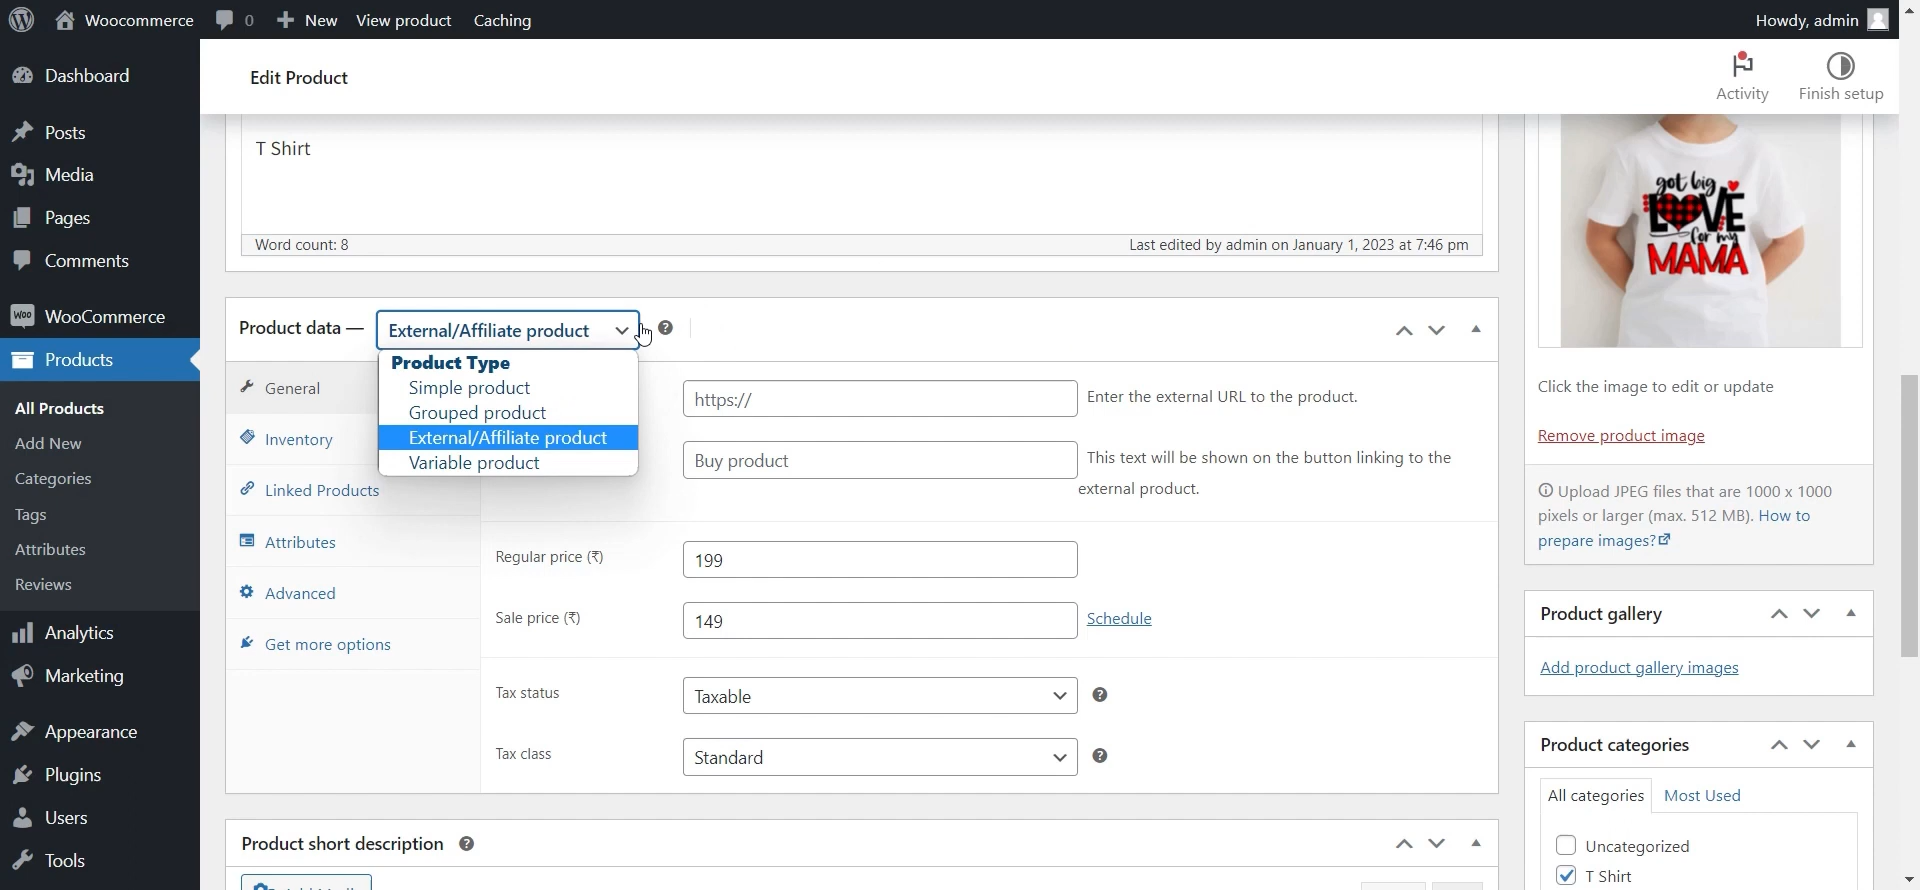 Woocommerce
0
New
View product
Caching
Howdy, admin
Dashboard
Posts
Media
Pages
Comments
Woo
WooCommerce
Products
All Products
Add New
Categories
Tags
Attributes
Reviews
Analytics
Marketing
Appearance
Plugins
Users
Tools
Edit Product
Activity
Finish setup
T Shirt
Word count: 8
Last edited by admin on January 1, 2023 at 7:46 pm
Product data —
External/Affiliate product
Product Type
Simple product
Grouped product
External/Affiliate product
Variable product
General
Inventory
Linked Products
Attributes
Advanced
Get more options
https://
Enter the external URL to the product.
Buy product
This text will be shown on the button linking to the
external product.
Regular price (₹)
199
Sale price (₹)
149
Schedule
Tax status
Taxable
Tax class
Standard
Product short description
got big
LOVE
for my
MAMA
Click the image to edit or update
Remove product image
Upload JPEG files that are 1000 x 1000
pixels or larger (max. 512 MB). How to
prepare images?
Product gallery
Add product gallery images
Product categories
All categories
Most Used
Uncategorized
T Shirt